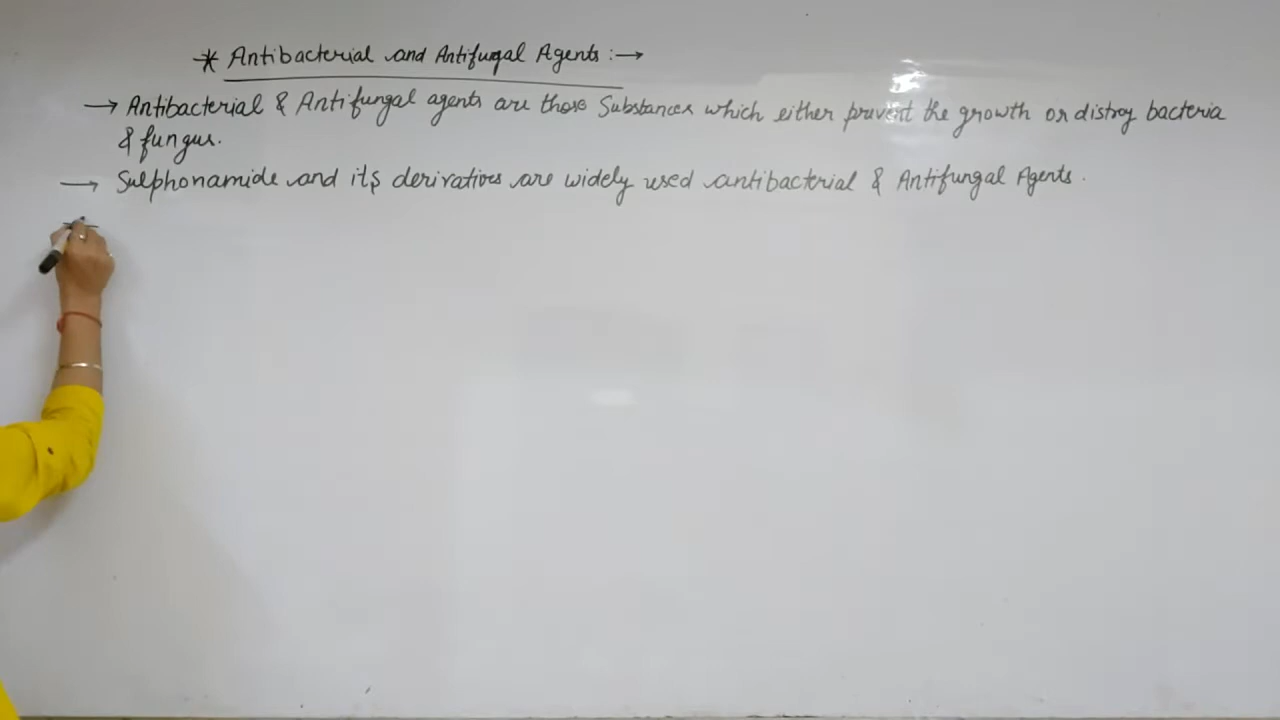 * Antibacterial and Antifungal Agents :→
→ Antibacterial & Antifungal agents are those Substances which either prevent the growth or distroy bacteria
& fungus.
→ Sulphonamide and its derivatives are widely used antibacterial & Antifungal Agents.